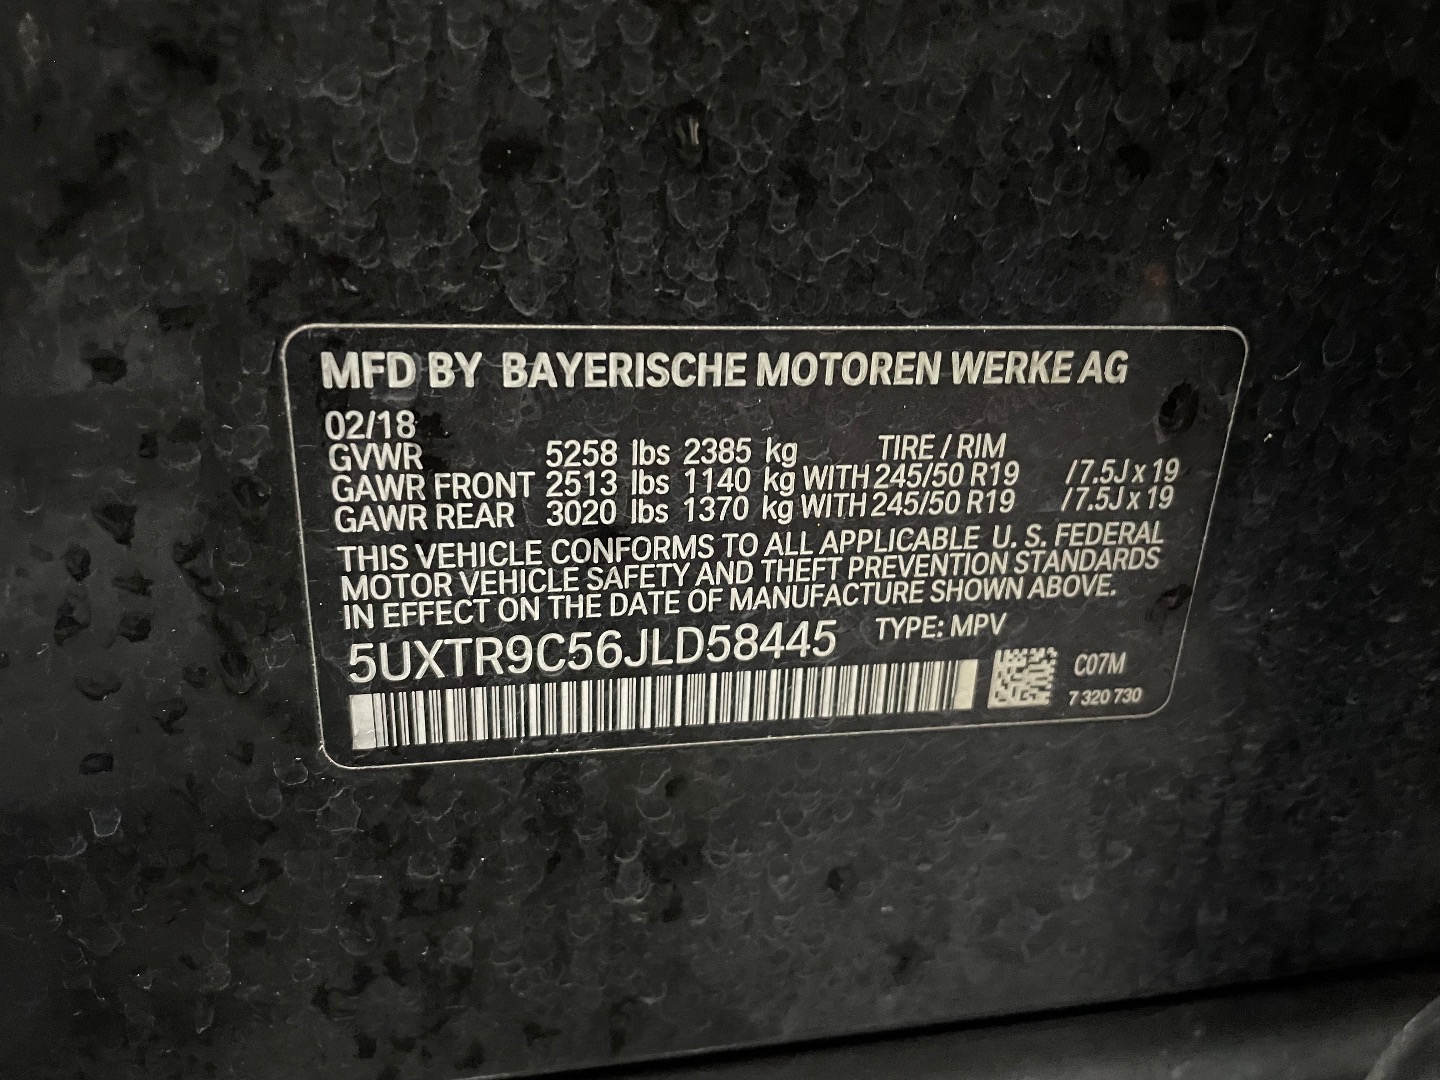 MFD BY BAYERISCHE MOTOREN WERKE AG
02/18
GVWR 5258 lbs 2385 kg TIRE / RIM
GAWR FRONT 2513 lbs 1140 kg WITH 245/50 R19 /7.5J x 19
GAWR REAR 3020 lbs 1370 kg WITH 245/50 R19 /7.5J x 19
THIS VEHICLE CONFORMS TO ALL APPLICABLE U. S. FEDERAL
MOTOR VEHICLE SAFETY AND THEFT PREVENTION STANDARDS
IN EFFECT ON THE DATE OF MANUFACTURE SHOWN ABOVE.
5UXTR9C56JLD58445 TYPE: MPV
C07M
7 320 730